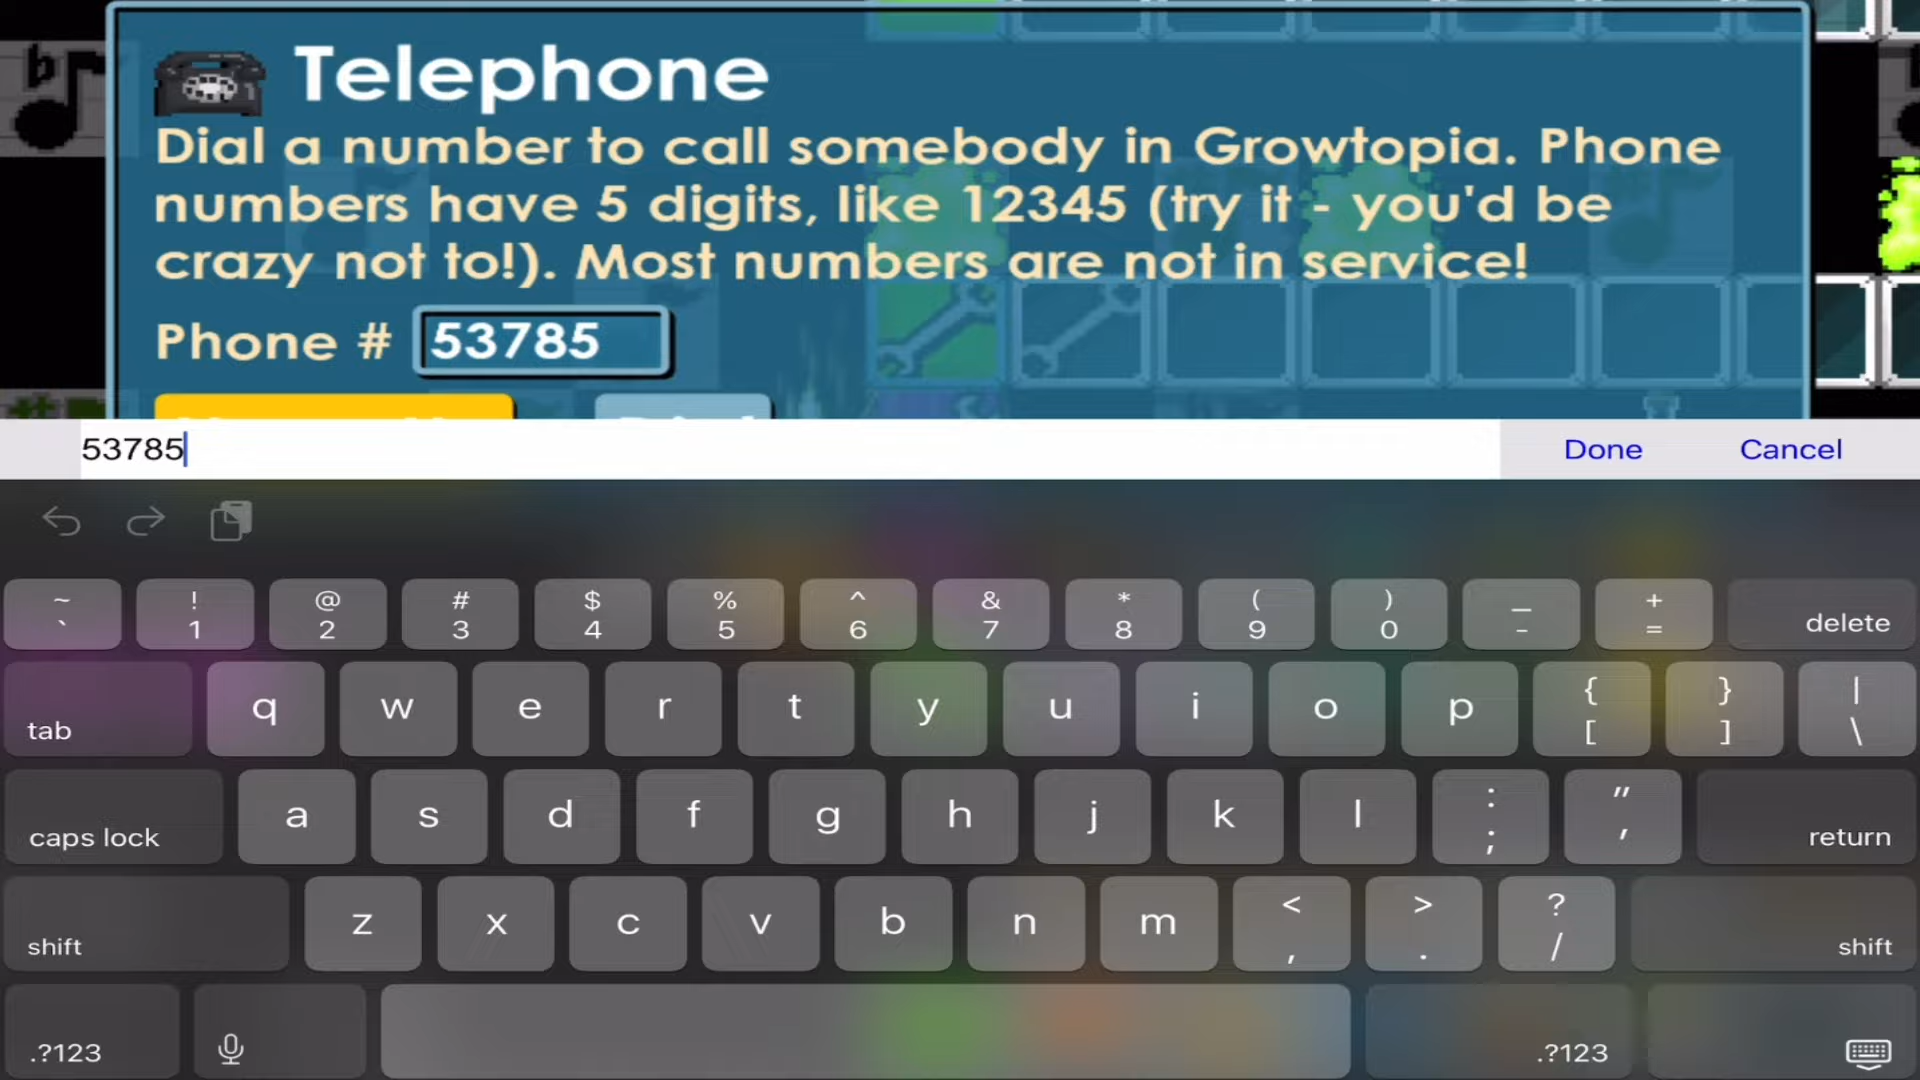 Telephone
Dial a number to call somebody in Growtopia. Phone
numbers have 5 digits, like 12345 (try it - you'd be
crazy not to!). Most numbers are not in service!
Phone # 53785
53785 Done Cancel
~ ! @ # $ % ^ & * ( ) _ +
` 1 2 3 4 5 6 7 8 9 0 - = delete
tab q w e r t y u i o p { [ } ] | \
caps lock a s d f g h j k l : ; " ' return
shift z x c v b n m < , > . ? / shift
.?123 .?123